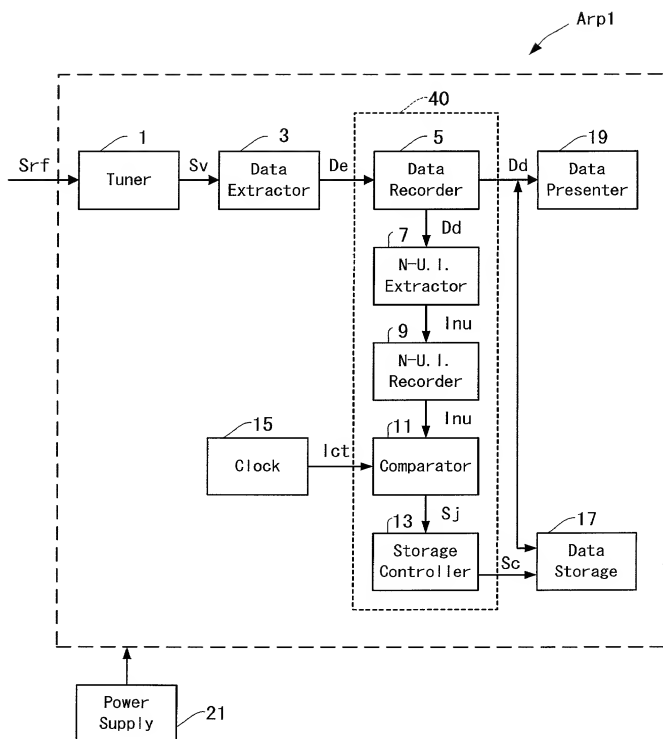 Arp1
40
1
3
5
19
Srf
Tuner
Sv
Data
Extractor
De
Data
Recorder
Dd
Data
Presenter
Dd
7
N-U.I.
Extractor
Inu
9
N-U.I.
Recorder
Inu
15
11
Clock
Ict
Comparator
Sj
13
17
Storage
Controller
Sc
Data
Storage
Power
Supply
21